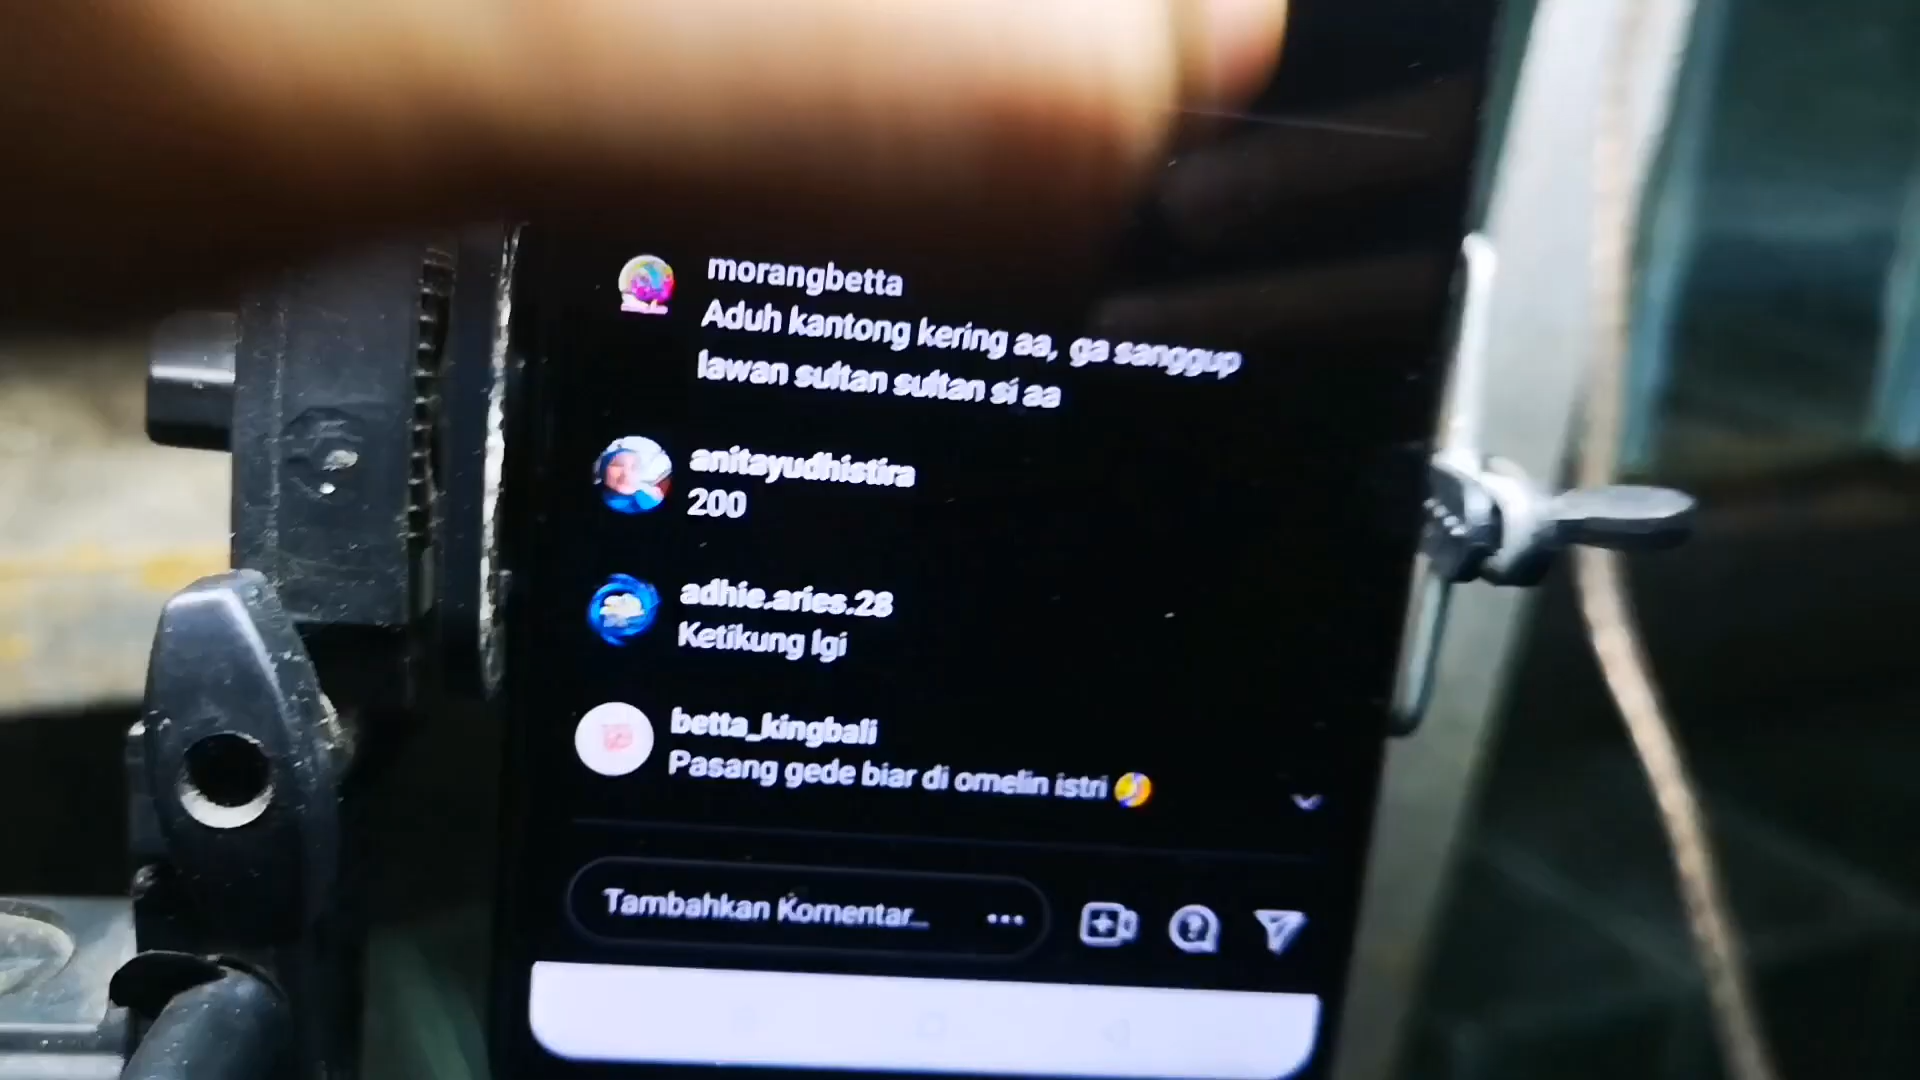 morangbetta
Aduh kantong kering aa, ga sanggup
lawan sultan sultan si aa
anitayudhistira
200
adhie.aries.28
Ketikung lgi
betta_kingbali
Pasang gede biar di omelin istri 🤣
Tambahkan Komentar...